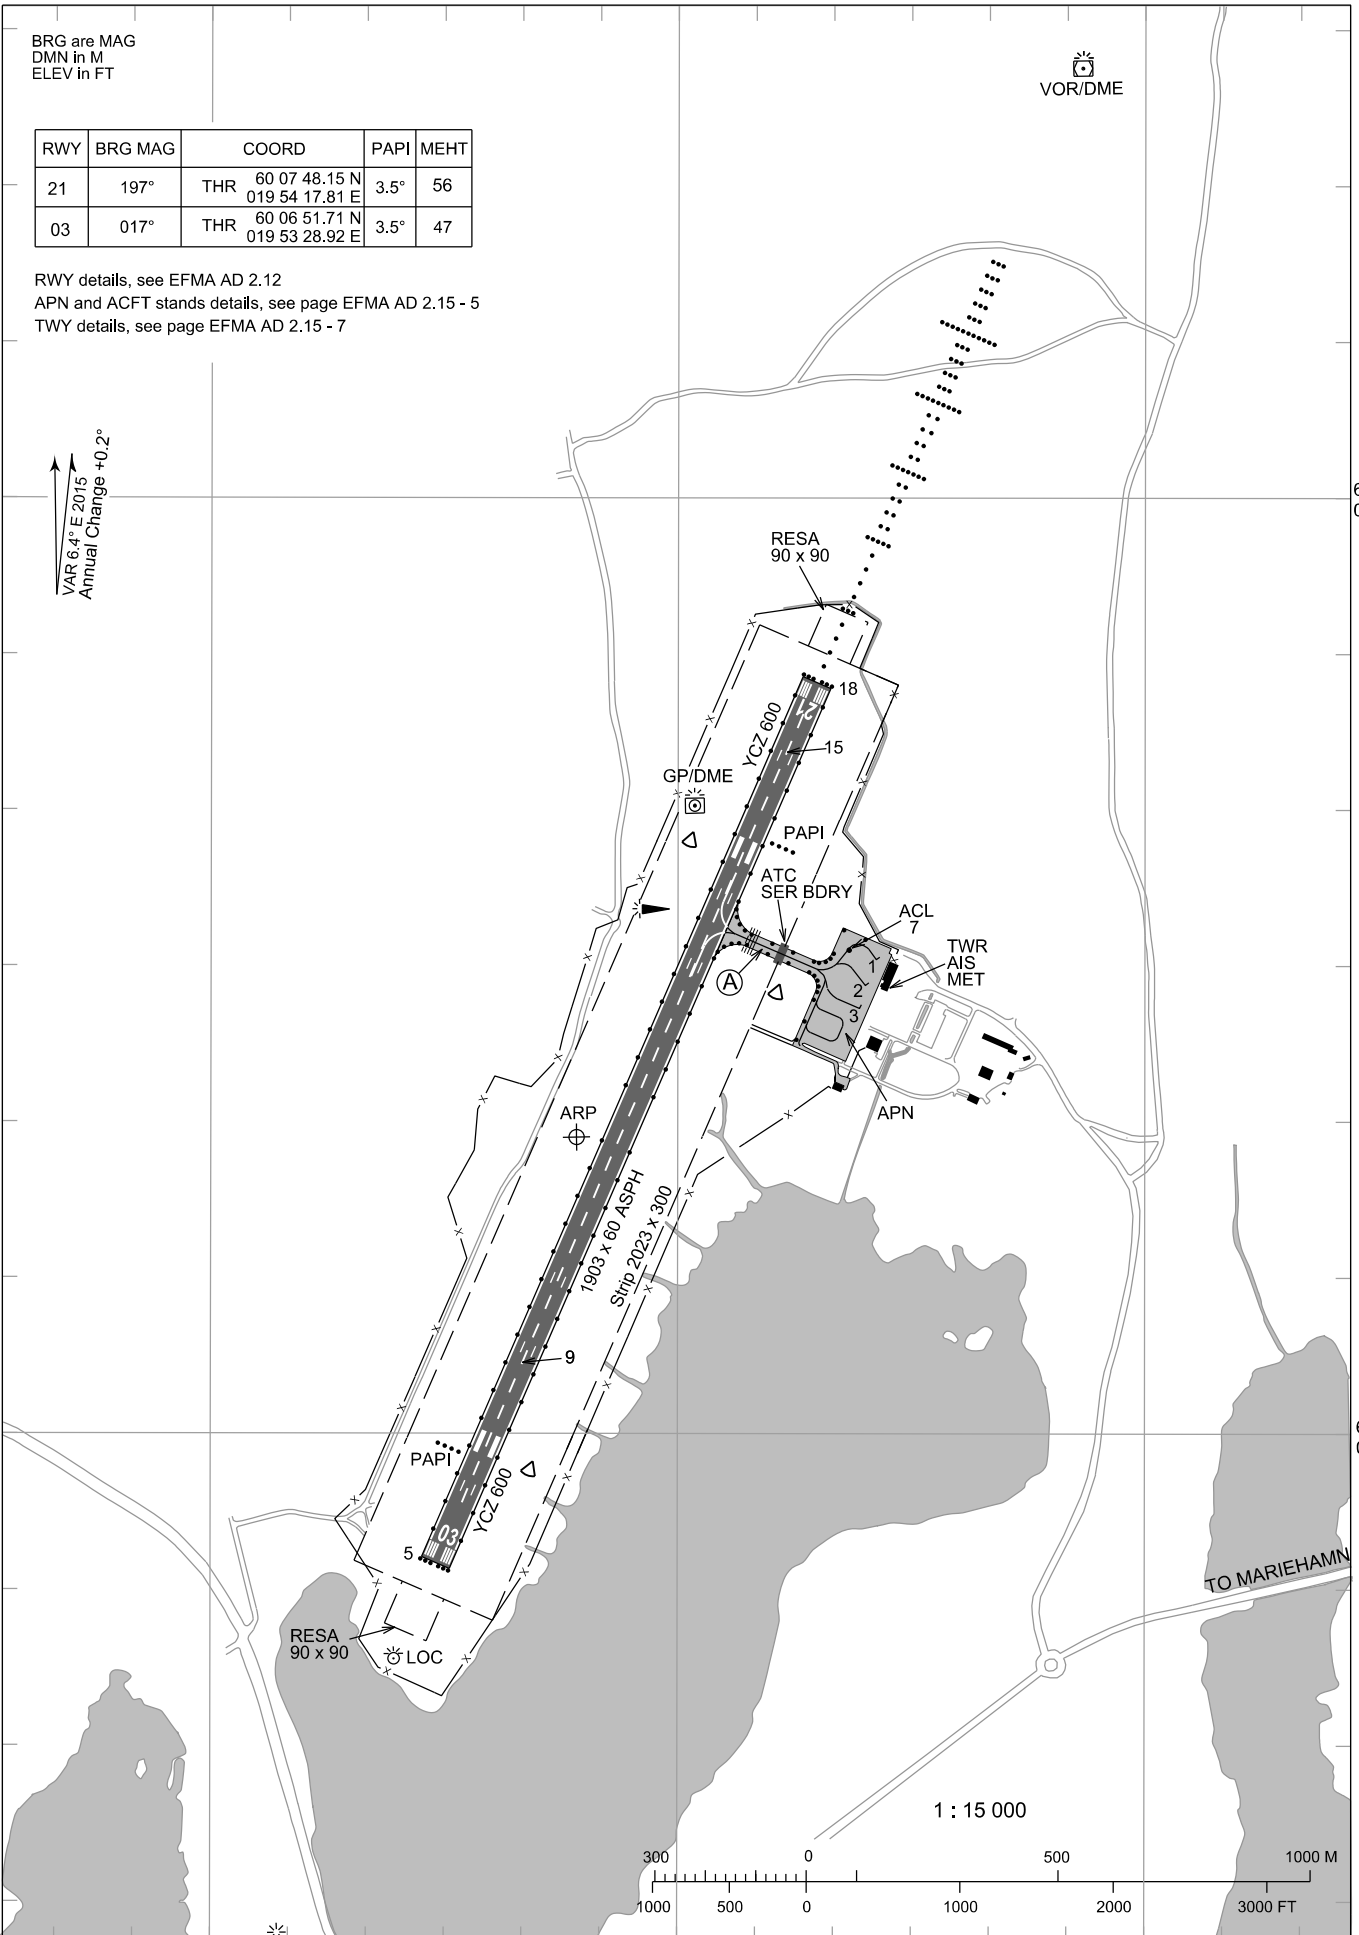 BRG are MAG
DMN in M
ELEV in FT
VOR/DME
RWY BRG MAG COORD PAPI MEHT
21 197° THR 60 07 48.15 N 019 54 17.81 E 3.5° 56
03 017° THR 60 06 51.71 N 019 53 28.92 E 3.5° 47
RWY details, see EFMA AD 2.12
APN and ACFT stands details, see page EFMA AD 2.15 - 5
TWY details, see page EFMA AD 2.15 - 7
VAR 6.4° E 2015
Annual Change +0.2°
RESA
90 x 90
18
21
YCZ 600
15
GP/DME
PAPI
ATC
SER BDRY
ACL
7
TWR
AIS
MET
1
2
3
A
APN
ARP
1903 x 60 ASPH
Strip 2023 x 300
9
PAPI
YCZ 600
03
5
TO MARIEHAMN
RESA
90 x 90
LOC
1 : 15 000
300 0 500 1000 M
1000 500 0 1000 2000 3000 FT